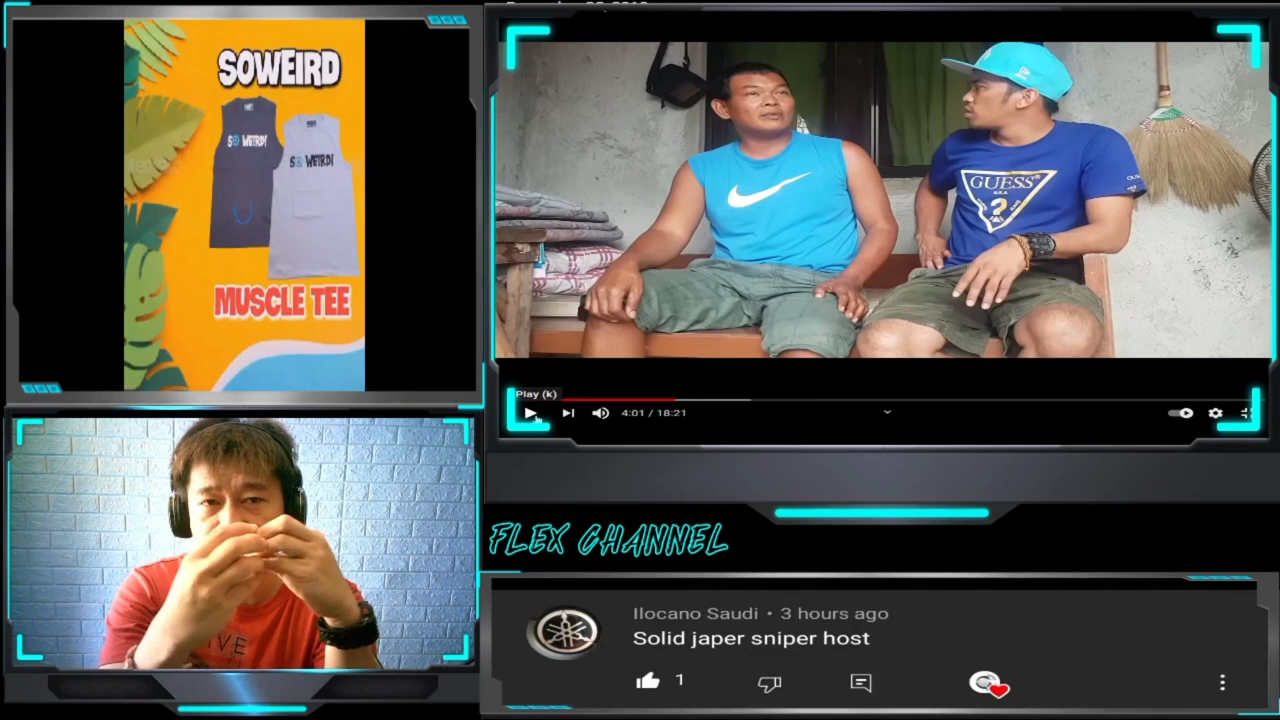 SOWEIRD
SO WEIRD!
SO WEIRD!
MUSCLE TEE
GUESS
U.S.A.
?
Play (k)
4:01 / 18:21
FLEX CHANNEL
Ilocano Saudi • 3 hours ago
Solid japer sniper host
1